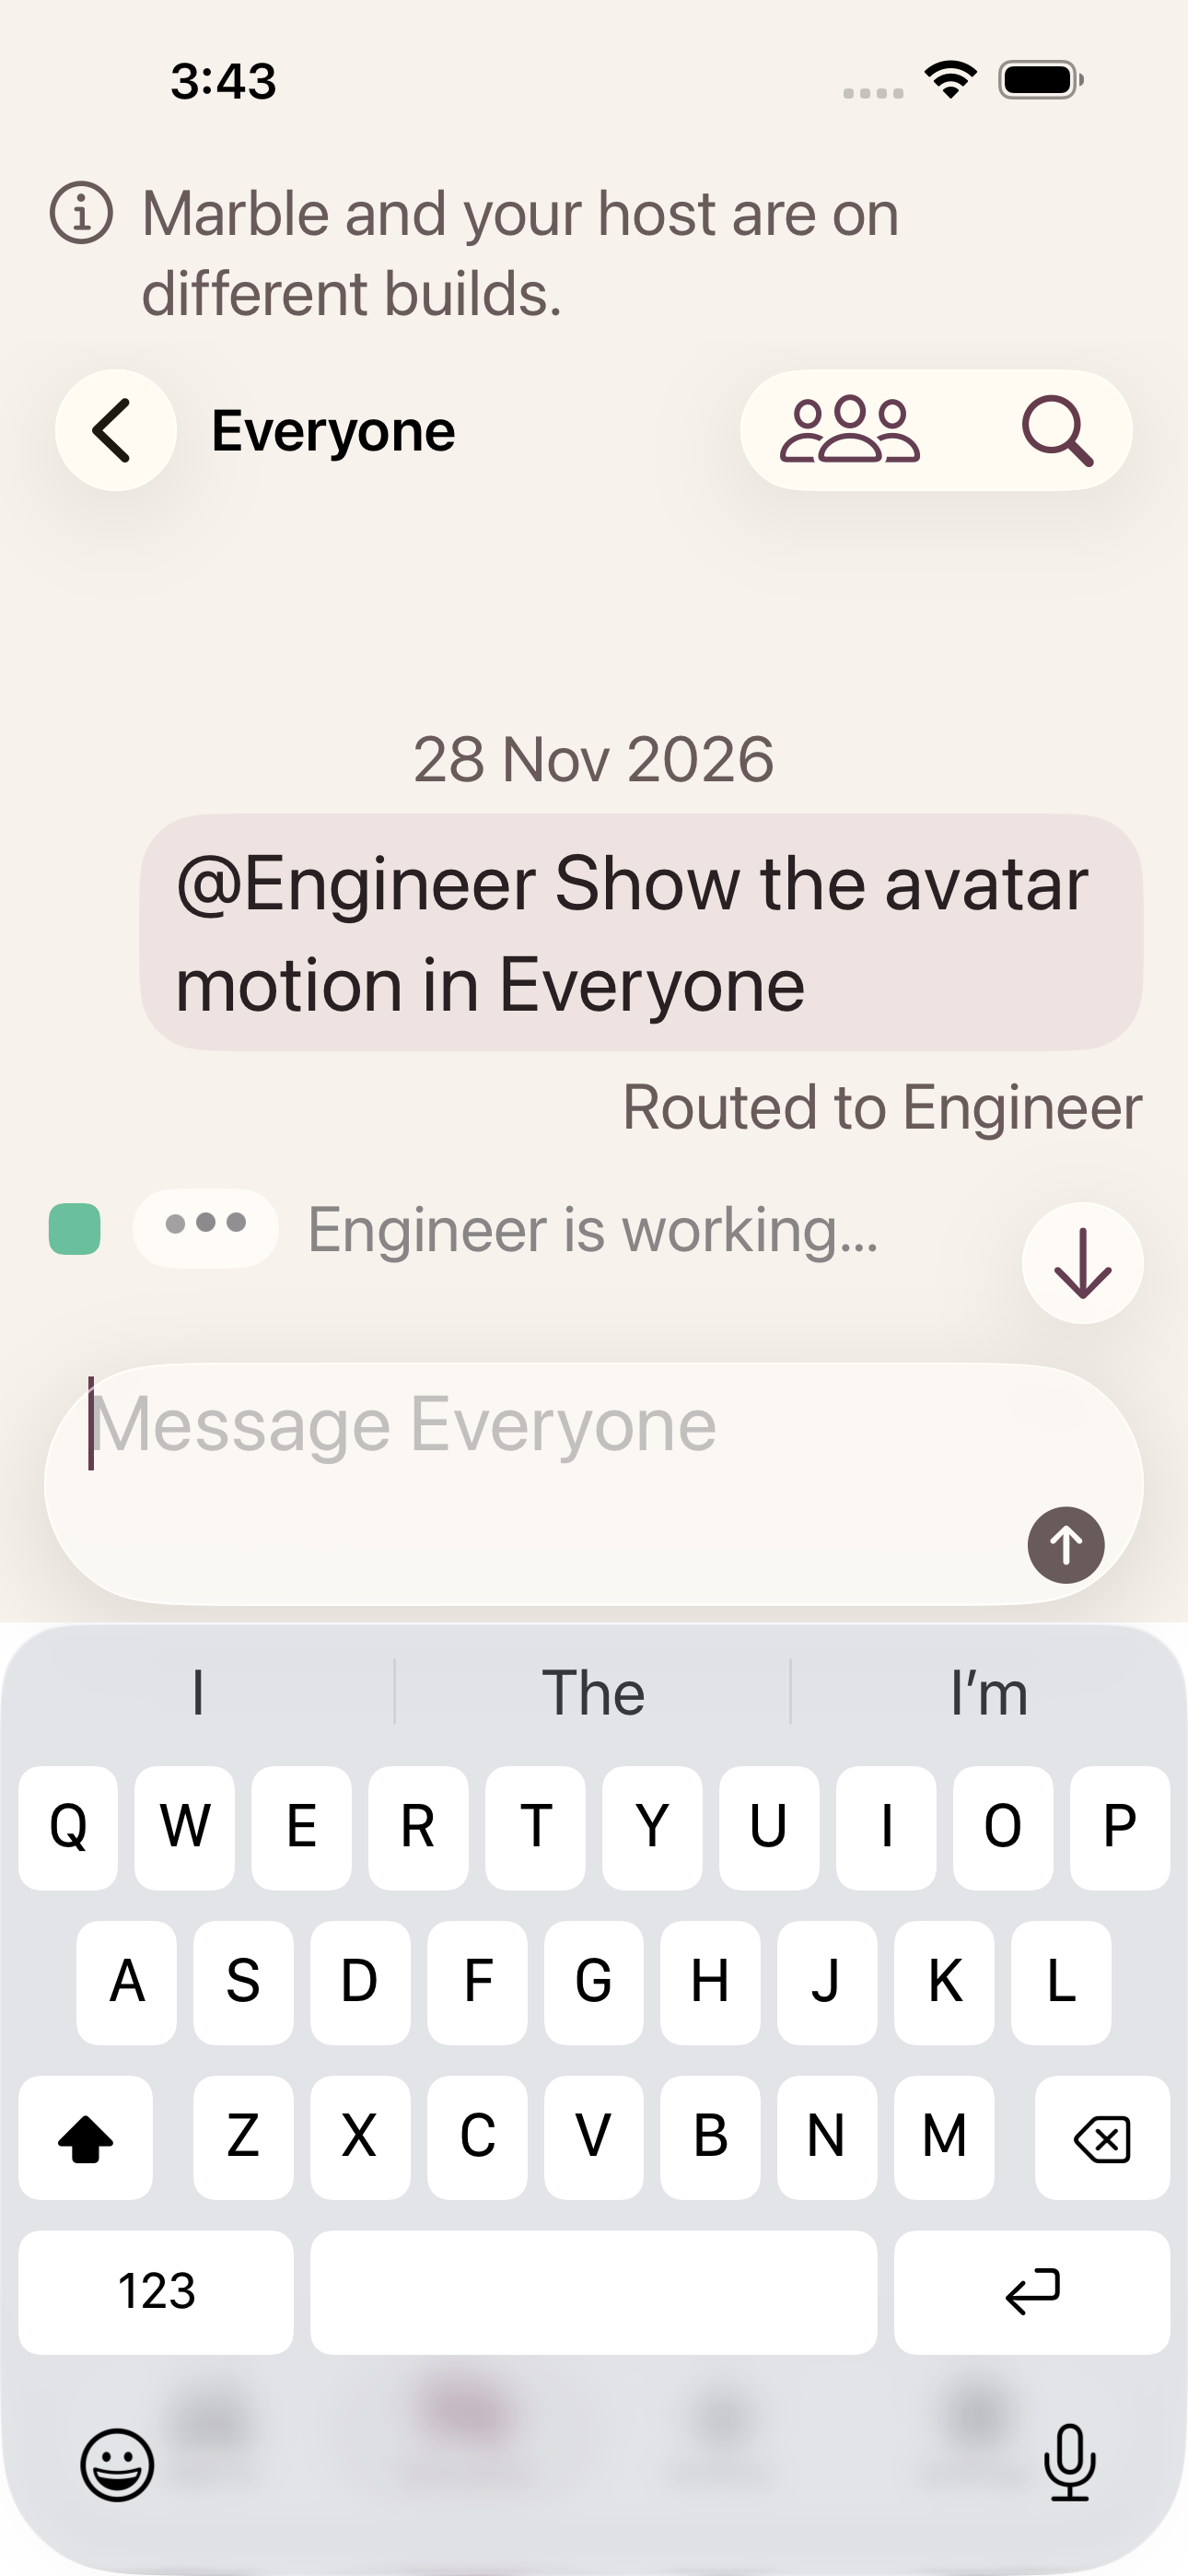 3:43
Marble and your host are on
different builds.
Everyone
28 Nov 2026
@Engineer Show the avatar
motion in Everyone
Routed to Engineer
Engineer is working...
Message Everyone
I The I’m
Q W E R T Y U I O P
A S D F G H J K L
Z X C V B N M
123